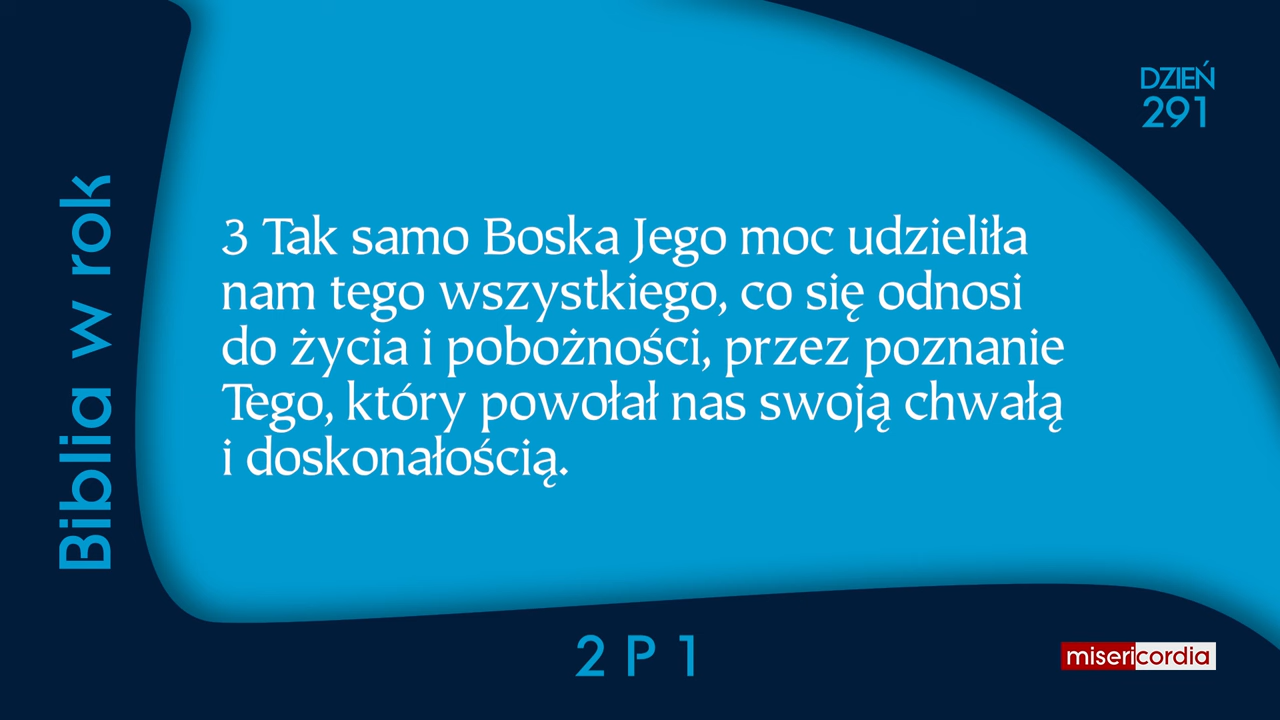 DZIEŃ
291
Biblia w rok
3 Tak samo Boska Jego moc udzieliła
nam tego wszystkiego, co się odnosi
do życia i pobożności, przez poznanie
Tego, który powołał nas swoją chwałą
i doskonałością.
2 P 1
misericordia